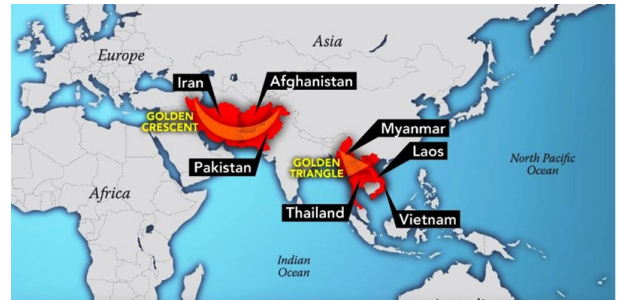 Europe
Asia
Iran
Afghanistan
GOLDEN
CRESCENT
Myanmar
Laos
Pakistan
GOLDEN
TRIANGLE
North Pacific
Ocean
Africa
Thailand
Vietnam
Indian
Ocean